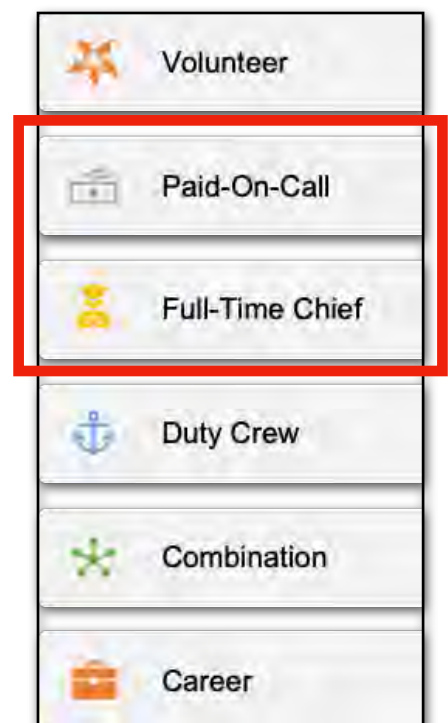 Volunteer
Paid-On-Call
Full-Time Chief
Duty Crew
Combination
Career